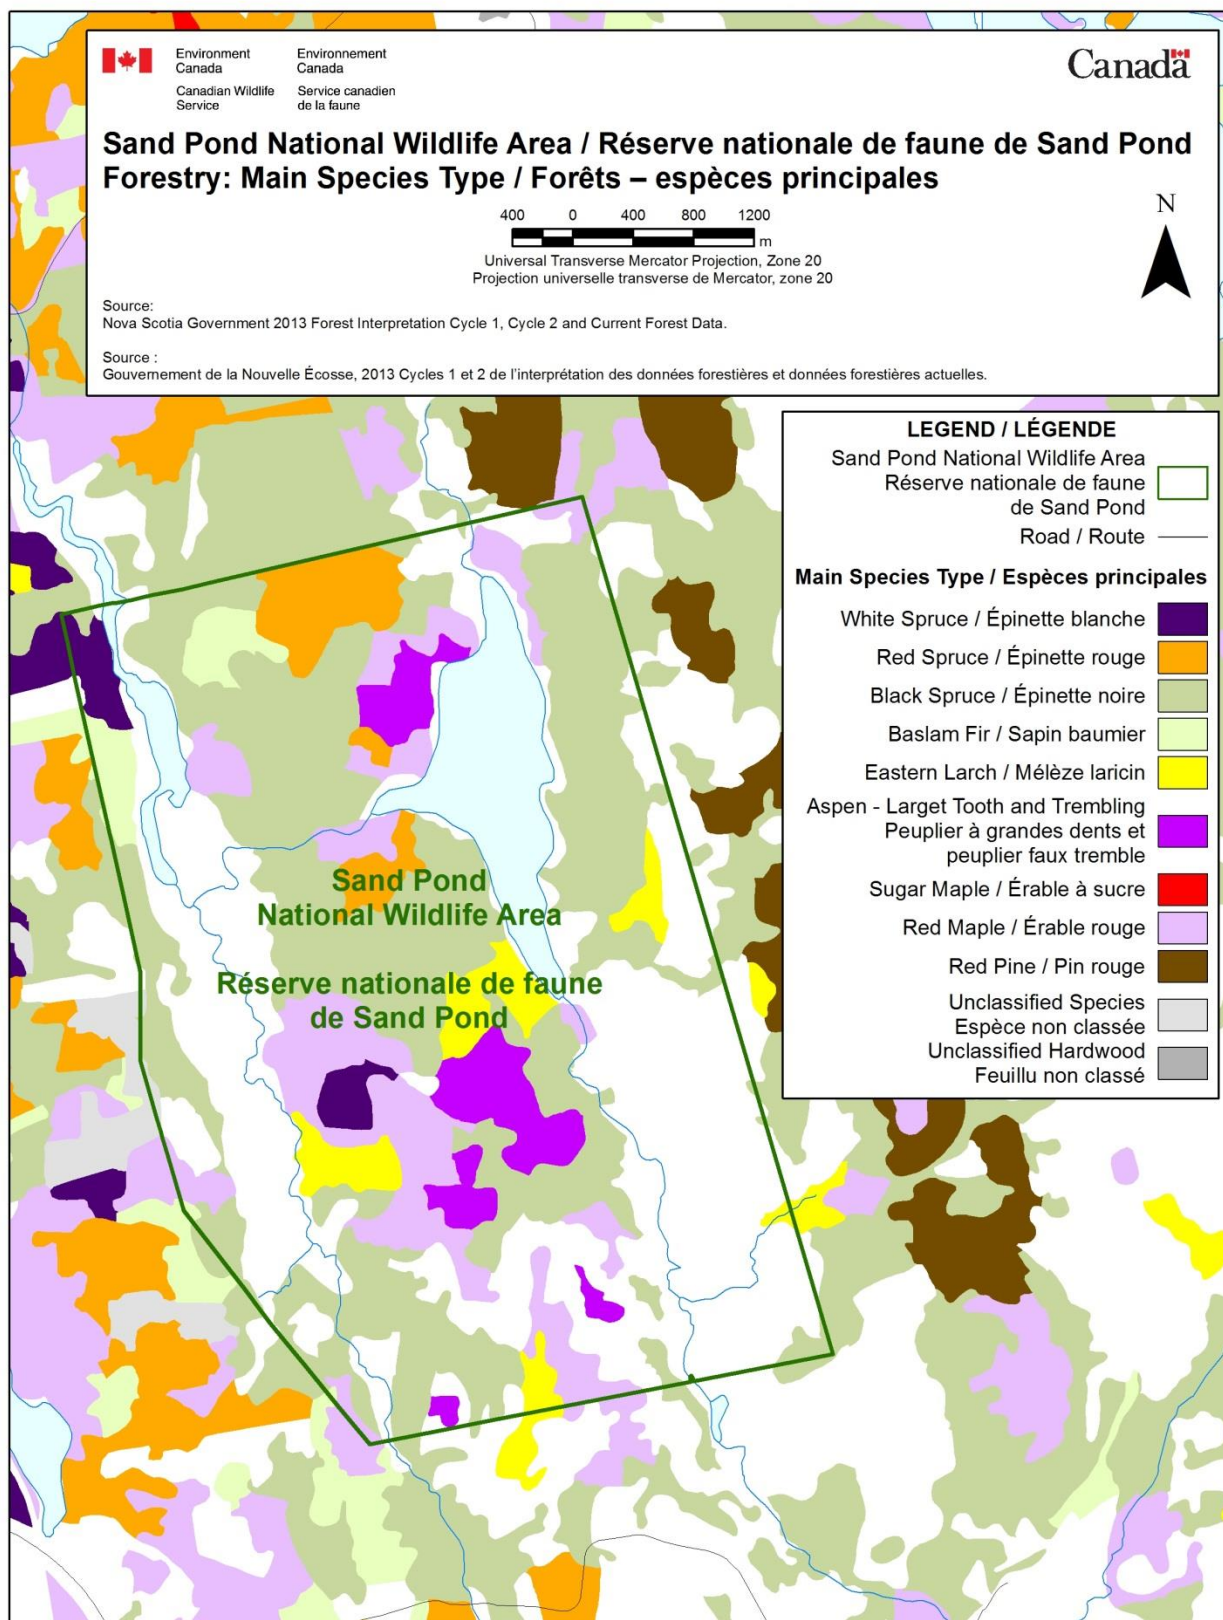 Environment
Canada
Environnement
Canada
Canadian Wildlife
Service
Service canadien
de la faune
Canada
Sand Pond National Wildlife Area / Réserve nationale de faune de Sand Pond
Forestry: Main Species Type / Forêts – espèces principales
N
400 0 400 800 1200
m
Universal Transverse Mercator Projection, Zone 20
Projection universelle transverse de Mercator, zone 20
Source:
Nova Scotia Government 2013 Forest Interpretation Cycle 1, Cycle 2 and Current Forest Data.
Source :
Gouvernement de la Nouvelle Écosse, 2013 Cycles 1 et 2 de l'interprétation des données forestières et données forestières actuelles.
LEGEND / LÉGENDE
Sand Pond National Wildlife Area
Réserve nationale de faune
de Sand Pond
Road / Route
Main Species Type / Espèces principales
White Spruce / Épinette blanche
Red Spruce / Épinette rouge
Black Spruce / Épinette noire
Baslam Fir / Sapin baumier
Eastern Larch / Mélèze laricin
Aspen - Larget Tooth and Trembling
Peuplier à grandes dents et
peuplier faux tremble
Sugar Maple / Érable à sucre
Red Maple / Érable rouge
Red Pine / Pin rouge
Unclassified Species
Espèce non classée
Unclassified Hardwood
Feuillu non classé
Sand Pond
National Wildlife Area
Réserve nationale de faune
de Sand Pond